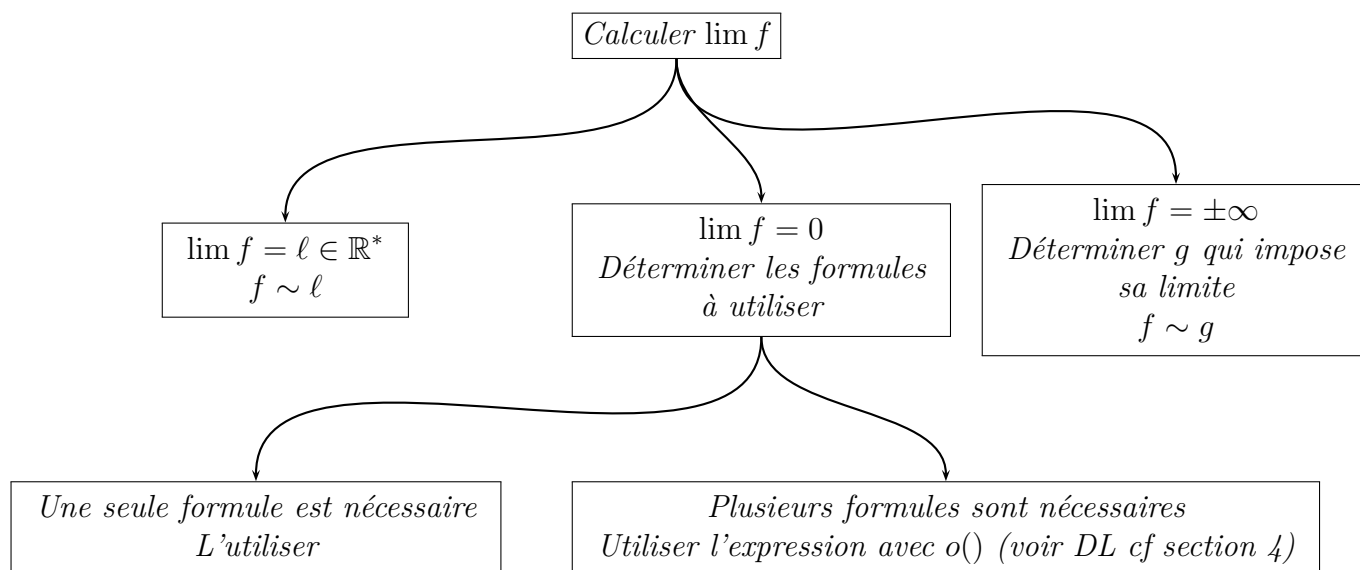 Calculer lim f
lim f = ℓ ∈ ℝ*
f ∼ ℓ
lim f = 0
Déterminer les formules
à utiliser
lim f = ±∞
Déterminer g qui impose
sa limite
f ∼ g
Une seule formule est nécessaire
L'utiliser
Plusieurs formules sont nécessaires
Utiliser l'expression avec o() (voir DL cf section 4)